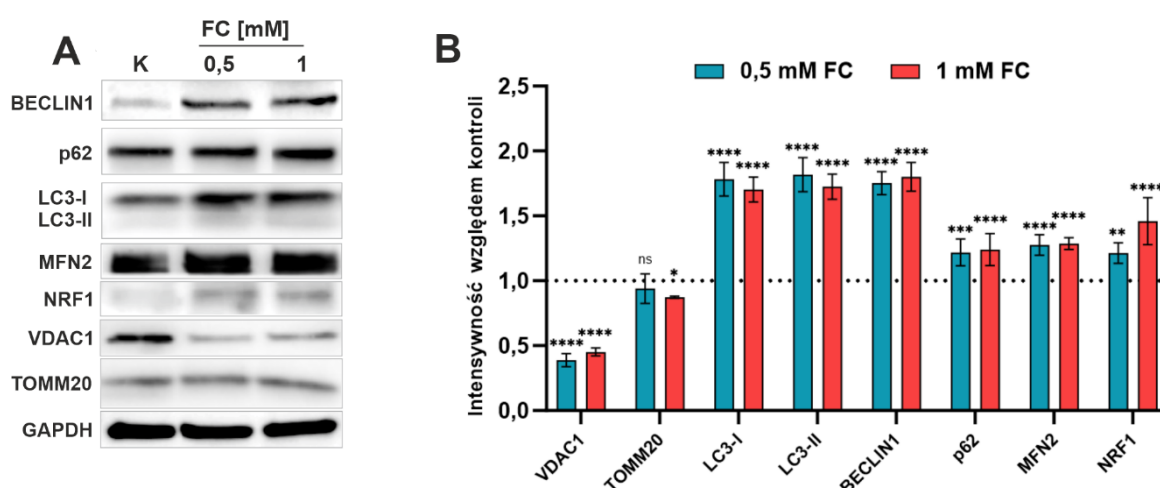 A
FC [mM]
K 0,5 1
BECLIN1
p62
LC3-I
LC3-II
MFN2
NRF1
VDAC1
TOMM20
GAPDH
B
0,5 mM FC 1 mM FC
Intensywność względem kontroli
2,5
2,0
1,5
1,0
0,5
0,0
**** ****
ns *
**** ****
**** ****
**** ****
*** ****
**** ****
** ****
VDAC1
TOMM20
LC3-I
LC3-II
BECLIN1
p62
MFN2
NRF1